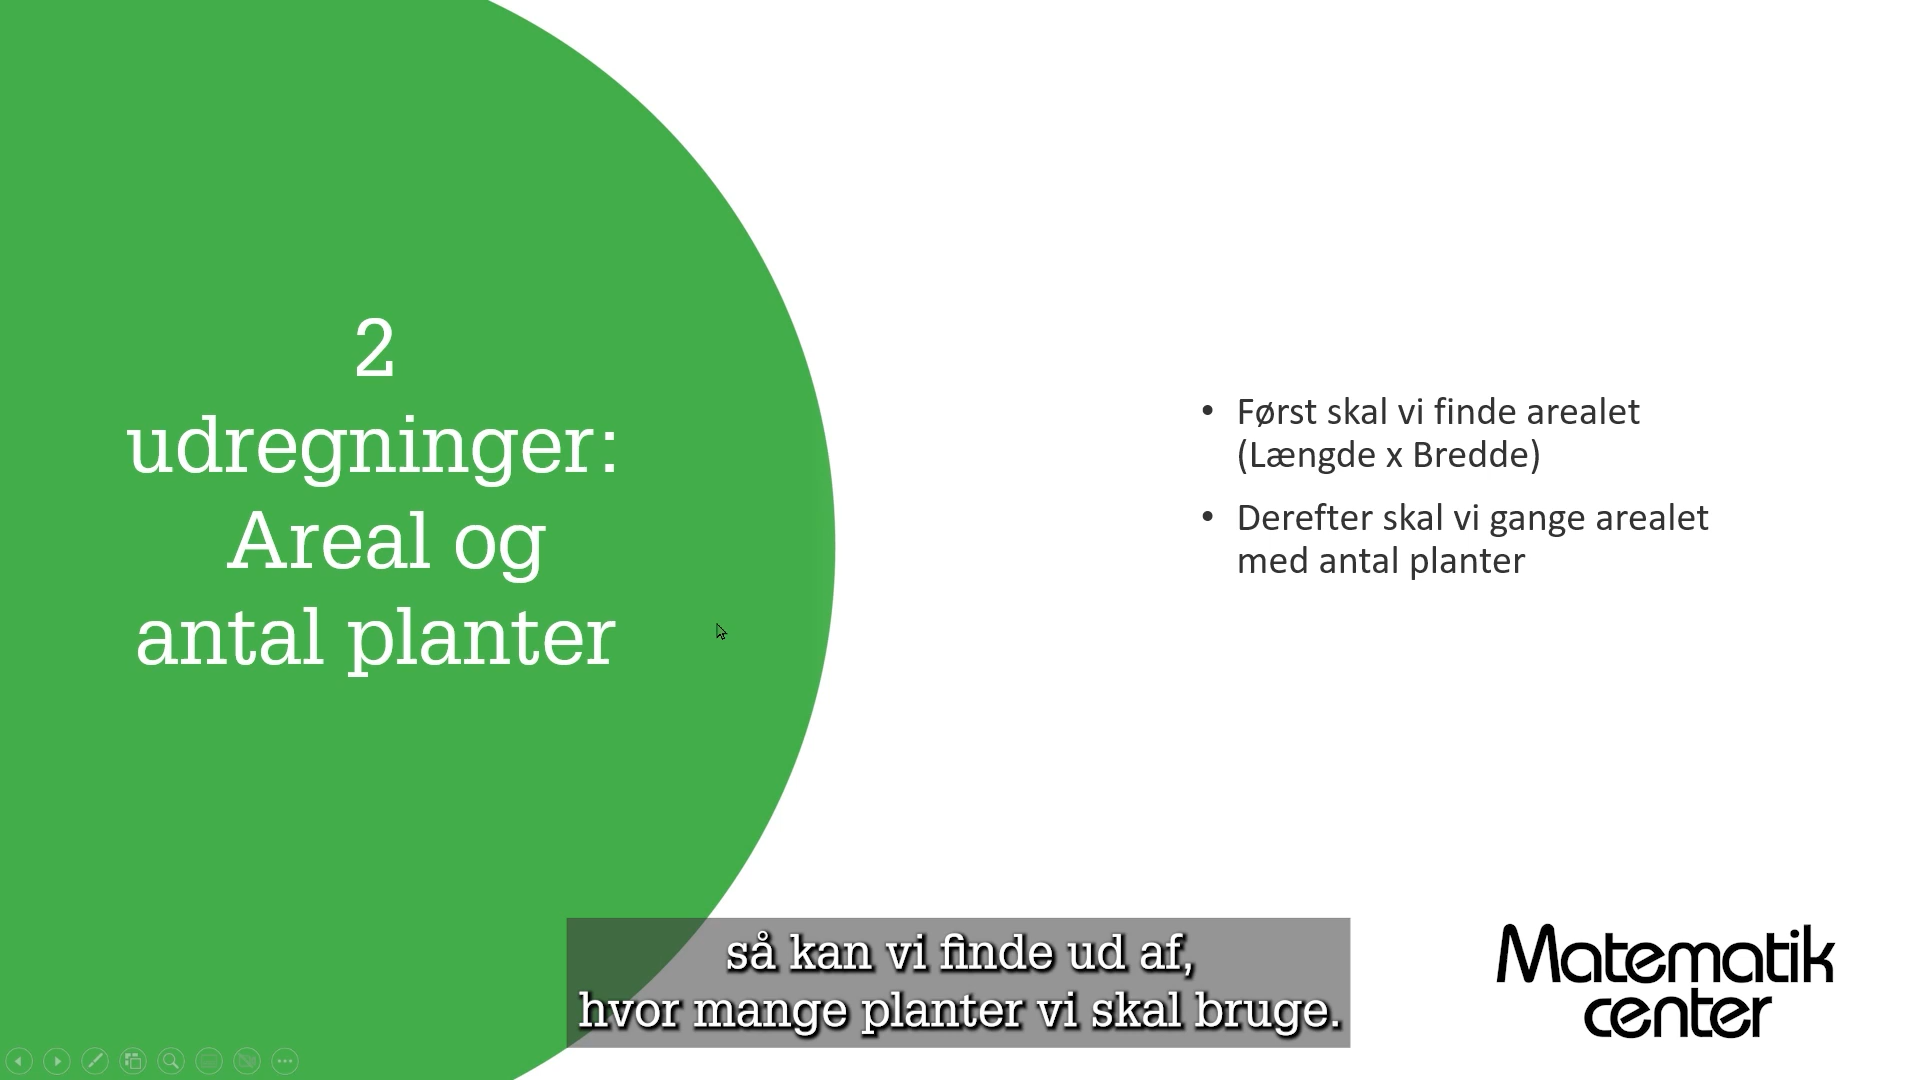 2
udregninger:
Areal og
antal planter
• Først skal vi finde arealet
(Længde x Bredde)
• Derefter skal vi gange arealet
med antal planter
så kan vi finde ud af,
hvor mange planter vi skal bruge.
Matematik
center